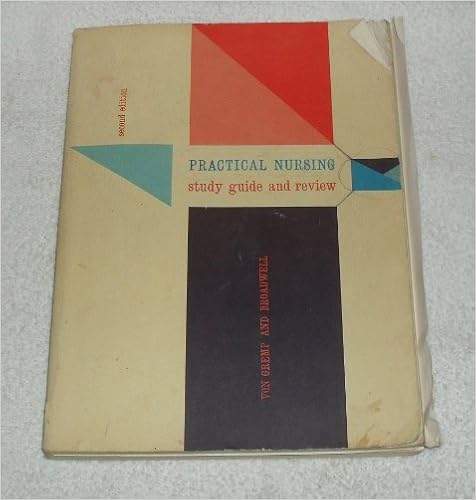 second edition
PRACTICAL NURSING
study guide and review
VON GREMP AND BROADWELL